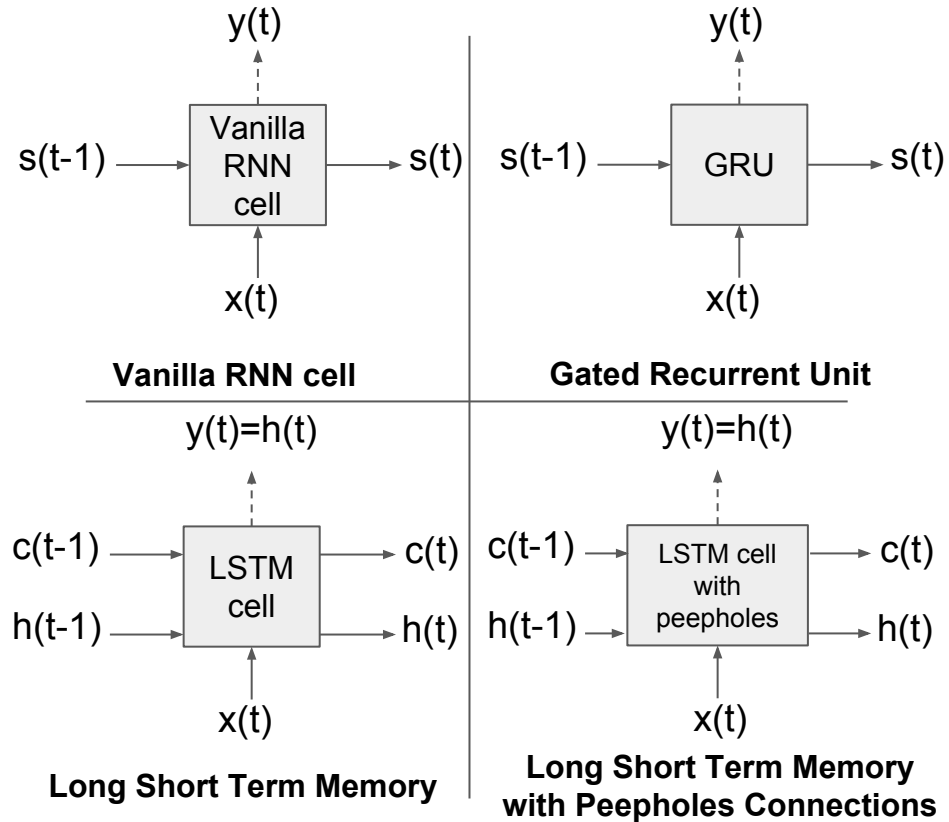 y(t)
Vanilla
RNN
cell
s(t-1)
s(t)
x(t)
Vanilla RNN cell
y(t)
s(t-1)
GRU
s(t)
x(t)
Gated Recurrent Unit
y(t)=h(t)
c(t-1)
LSTM
cell
c(t)
h(t-1)
h(t)
x(t)
Long Short Term Memory
y(t)=h(t)
c(t-1)
LSTM cell
with
peepholes
c(t)
h(t-1)
h(t)
x(t)
Long Short Term Memory
with Peepholes Connections